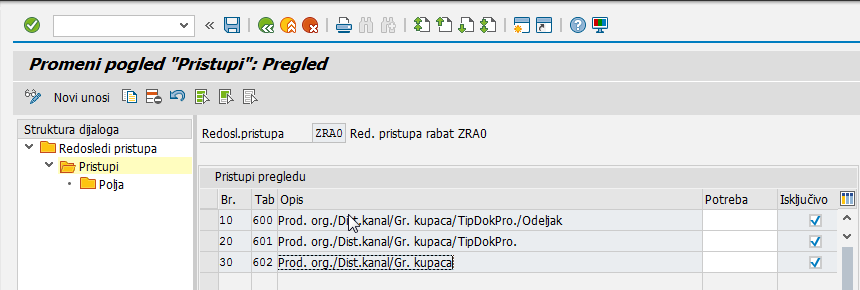 Promeni pogled "Pristupi": Pregled
Novi unosi
Struktura dijaloga
Redosledi pristupa
Pristupi
Polja
Redosl.pristupa ZRA0 Red. pristupa rabat ZRA0
Pristupi pregledu
Br. Tab Opis Potreba Isključivo
10 600 Prod. org./Dist.kanal/Gr. kupaca/TipDokPro./Odeljak
20 601 Prod. org./Dist.kanal/Gr. kupaca/TipDokPro.
30 602 Prod. org./Dist.kanal/Gr. kupaca